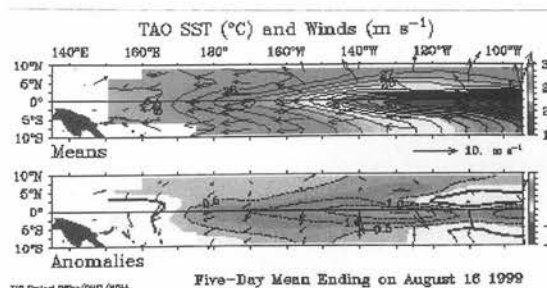 TAO SST (°C) and Winds (m s⁻¹)
140°E 160°E 180° 160°W 140°W 120°W 100°W
10°N
5°N
0°
5°S
10°S
Means
10. m s⁻¹
10°N
5°N
0°
5°S
10°S
Anomalies
Five-Day Mean Ending on August 16 1999